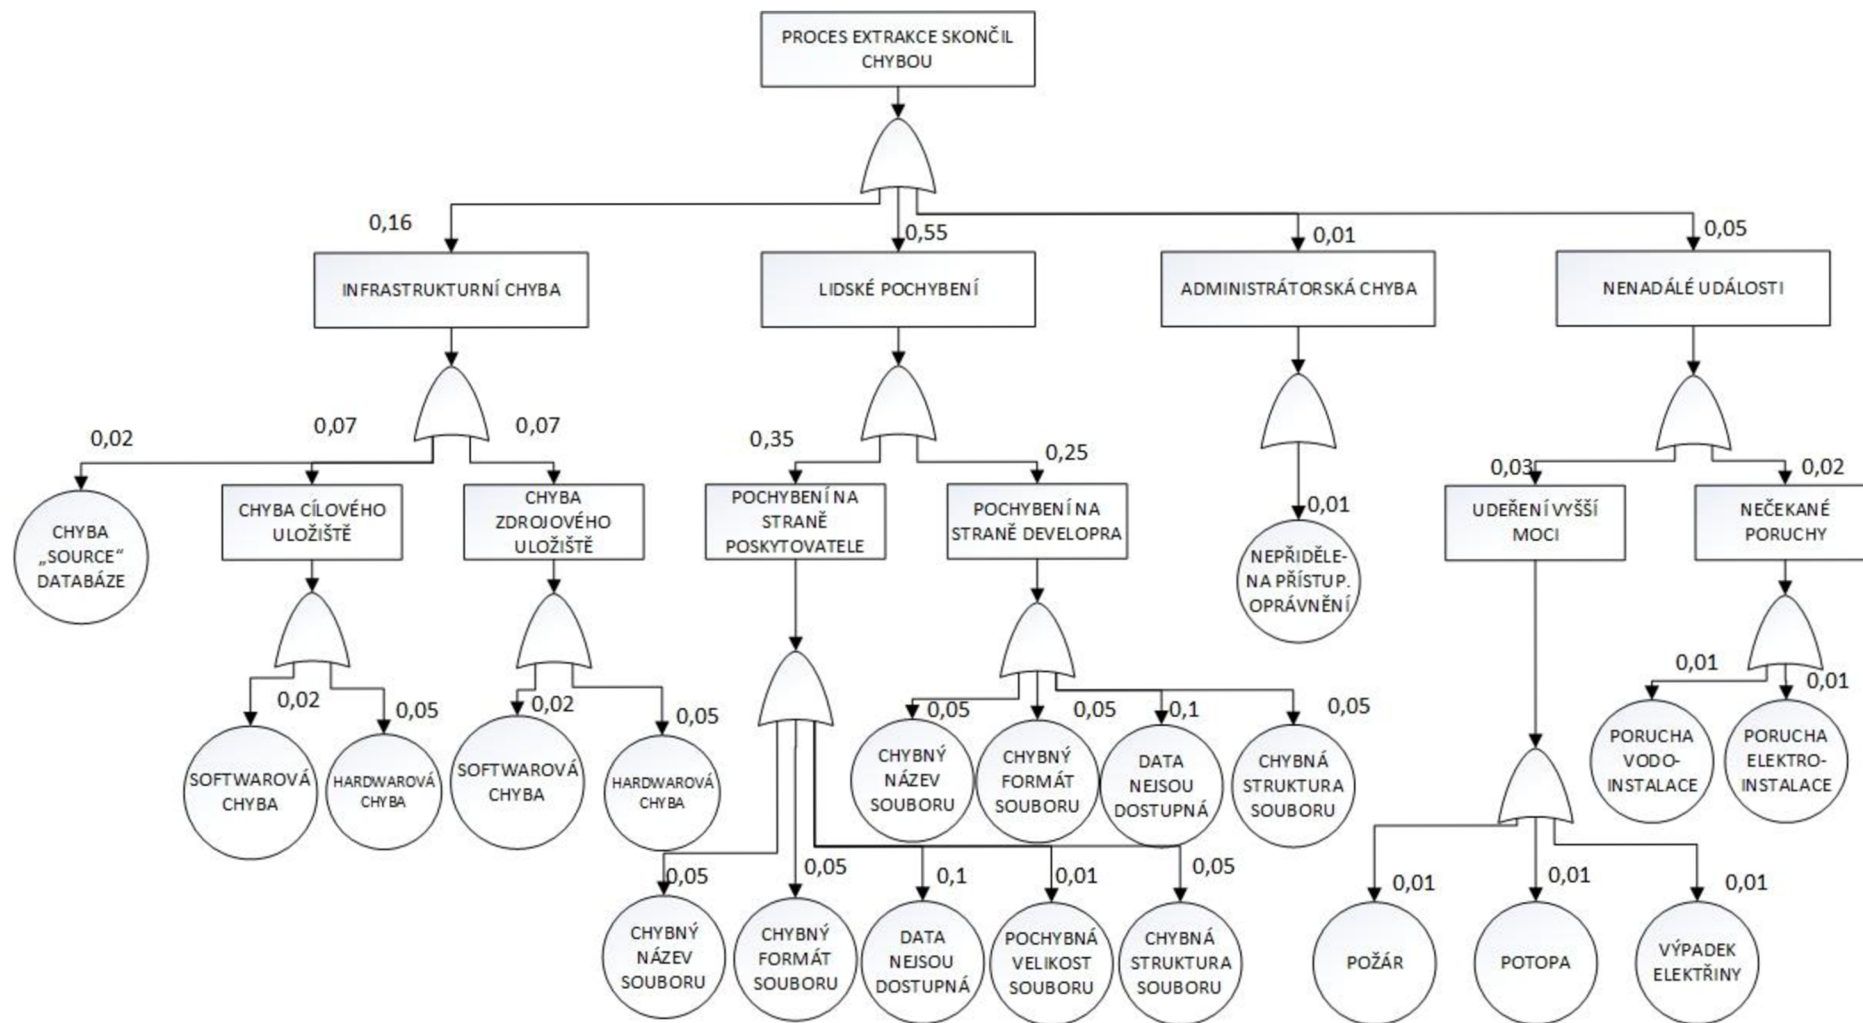 PROCES EXTRAKCE SKONČIL
CHYBOU
0,16
0,55
0,01
0,05
INFRASTRUKTURNÍ CHYBA
LIDSKÉ POCHYBENÍ
ADMINISTRÁTORSKÁ CHYBA
NENADÁLÉ UDÁLOSTI
0,02
0,07
0,07
0,35
0,25
0,03
0,02
CHYBA
„SOURCE“
DATABÁZE
CHYBA CÍLOVÉHO
ULOŽIŠTĚ
CHYBA
ZDROJOVÉHO
ULOŽIŠTĚ
POCHYBENÍ NA
STRANĚ
POSKYTOVATELE
POCHYBENÍ NA
STRANĚ DEVELOPRA
0,01
NEPŘIDĚLE-
NA PŘÍSTUP.
OPRÁVNĚNÍ
UDEŘENÍ VYŠŠÍ
MOCI
NEČEKANÉ
PORUCHY
0,02
0,05
0,02
0,05
0,05
0,05
0,1
0,05
0,01
0,01
SOFTWAROVÁ
CHYBA
HARDWAROVÁ
CHYBA
SOFTWAROVÁ
CHYBA
HARDWAROVÁ
CHYBA
CHYBNÝ
NÁZEV
SOUBORU
CHYBNÝ
FORMÁT
SOUBORU
DATA
NEJSOU
DOSTUPNÁ
CHYBNÁ
STRUKTURA
SOUBORU
PORUCHA
VODO-
INSTALACE
PORUCHA
ELEKTRO-
INSTALACE
0,05
0,05
0,1
0,01
0,05
0,01
0,01
0,01
CHYBNÝ
NÁZEV
SOUBORU
CHYBNÝ
FORMÁT
SOUBORU
DATA
NEJSOU
DOSTUPNÁ
POCHYBNÁ
VELIKOST
SOUBORU
CHYBNÁ
STRUKTURA
SOUBORU
POŽÁR
POTOPA
VÝPADEK
ELEKTŘINY